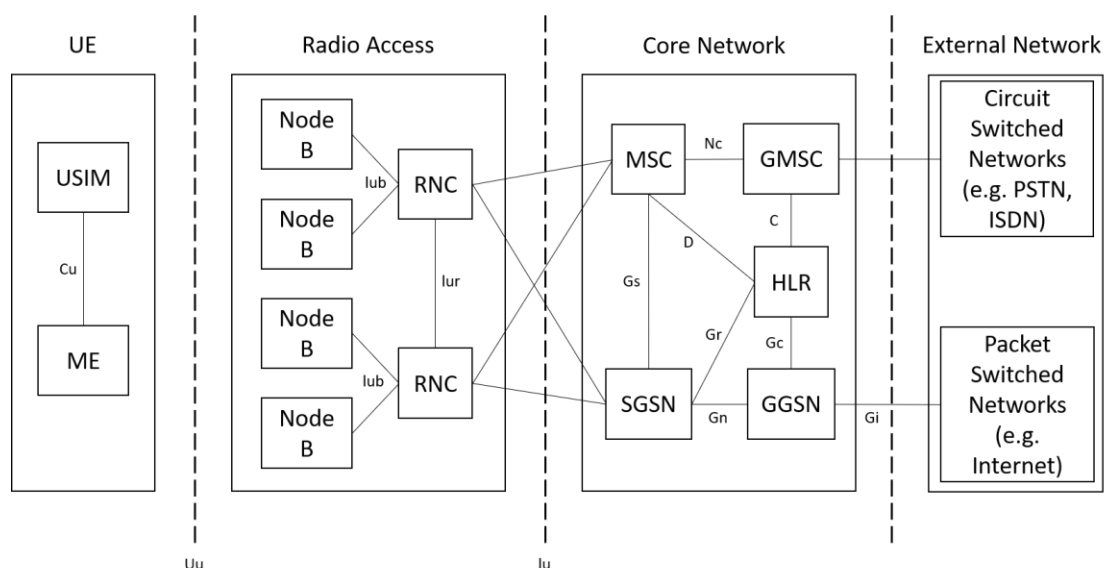 UE
Radio Access
Core Network
External Network
USIM
Cu
ME
Node
B
Node
B
Iub
RNC
Iur
Node
B
Node
B
Iub
RNC
MSC
Nc
GMSC
C
D
HLR
Gs
Gr
Gc
SGSN
Gn
GGSN
Gi
Circuit
Switched
Networks
(e.g. PSTN,
ISDN)
Packet
Switched
Networks
(e.g.
Internet)
Uu
Iu